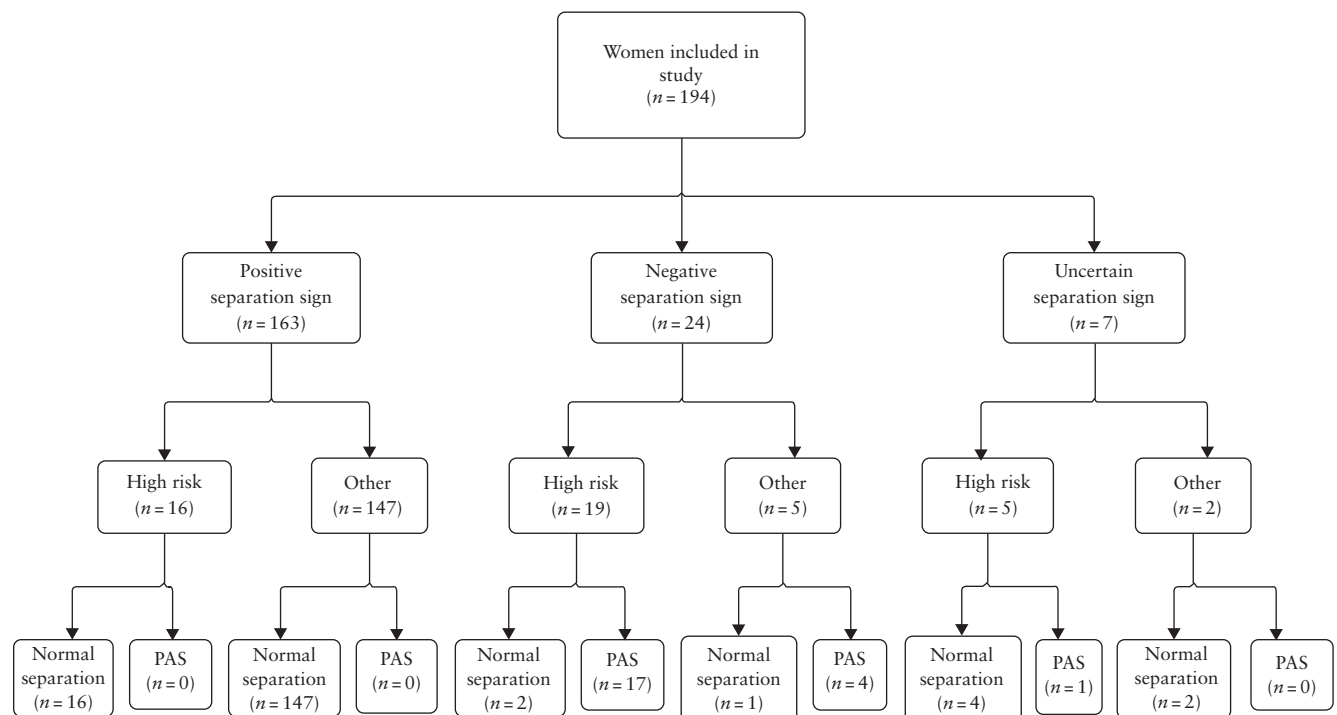 Women included in
study
(n = 194)
Positive
separation sign
(n = 163)
Negative
separation sign
(n = 24)
Uncertain
separation sign
(n = 7)
High risk
(n = 16)
Other
(n = 147)
High risk
(n = 19)
Other
(n = 5)
High risk
(n = 5)
Other
(n = 2)
Normal
separation
(n = 16)
PAS
(n = 0)
Normal
separation
(n = 147)
PAS
(n = 0)
Normal
separation
(n = 2)
PAS
(n = 17)
Normal
separation
(n = 1)
PAS
(n = 4)
Normal
separation
(n = 4)
PAS
(n = 1)
Normal
separation
(n = 2)
PAS
(n = 0)